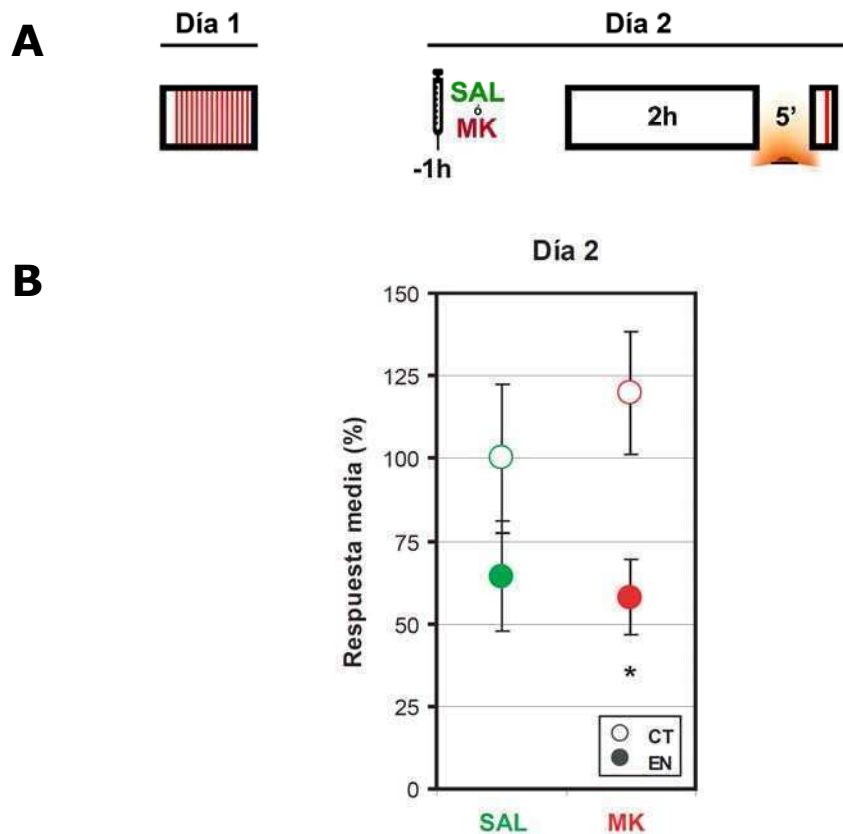 A
Día 1
Día 2
SAL
ó
MK
-1h
2h
5’
B
Día 2
Respuesta media (%)
150
125
100
75
50
25
0
*
CT
EN
SAL
MK